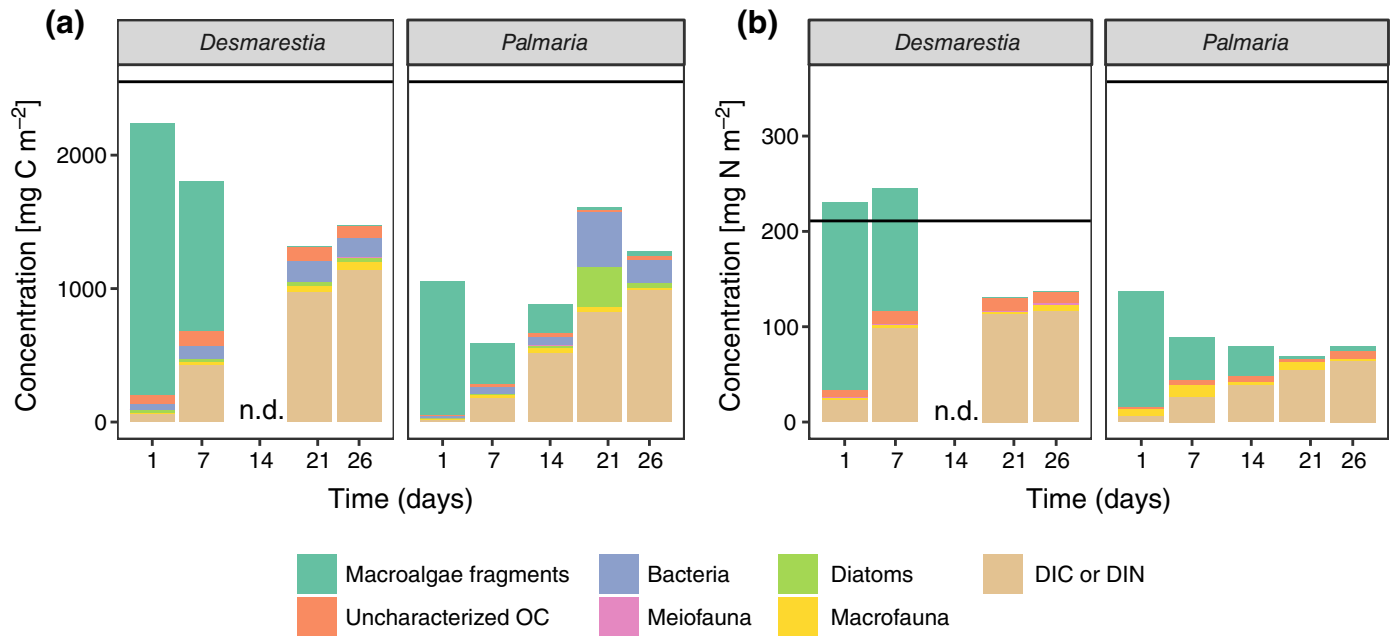 (a)
Desmarestia
Palmaria
Concentration [mg C m⁻²]
2000
1000
0
n.d.
1 7 14 21 26
1 7 14 21 26
Time (days)
(b)
Desmarestia
Palmaria
Concentration [mg N m⁻²]
300
200
100
0
n.d.
1 7 14 21 26
1 7 14 21 26
Time (days)
Macroalgae fragments
Bacteria
Diatoms
DIC or DIN
Uncharacterized OC
Meiofauna
Macrofauna